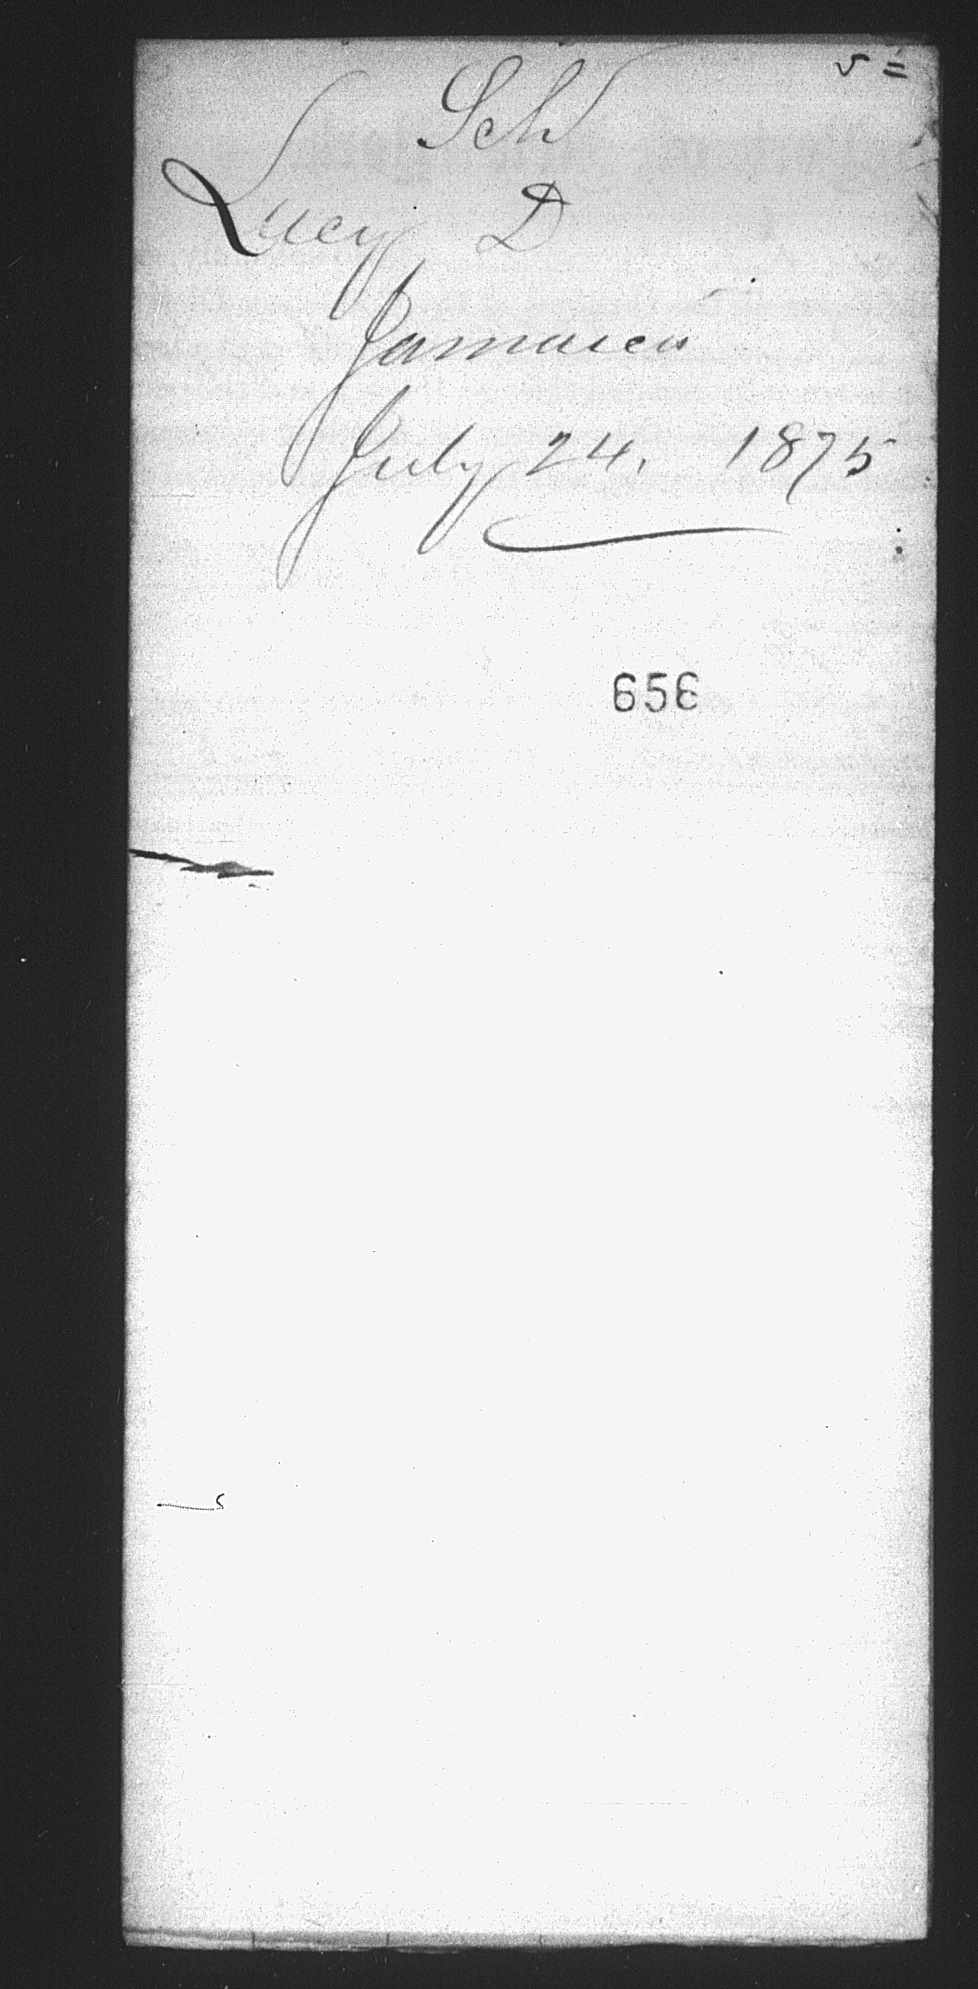 5=
Sch
Lucy D
Jamaica
July 24. 1875
656